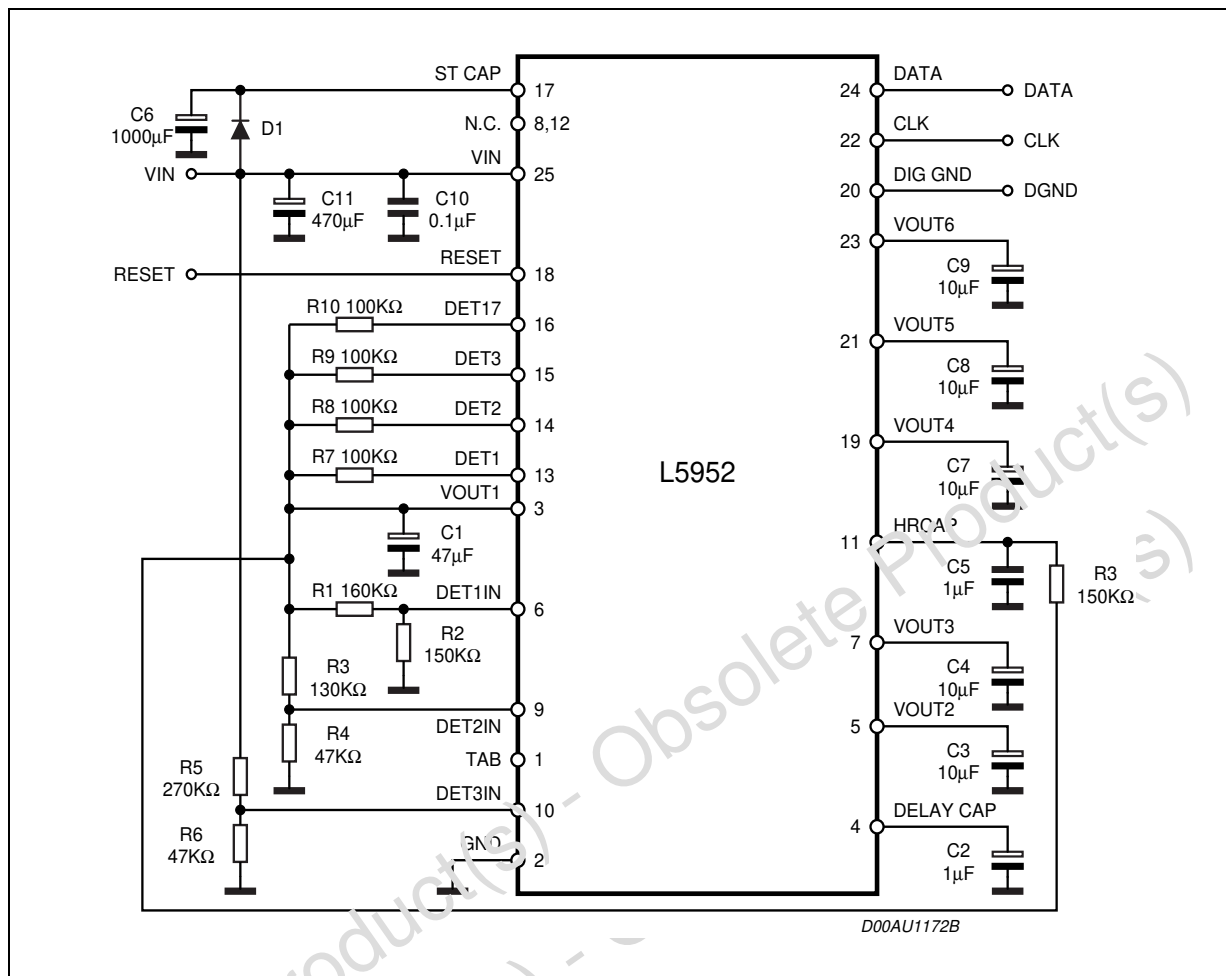 ST CAP
17
C6
1000μF
D1
N.C.
8,12
VIN
VIN
25
C11
470μF
C10
0.1μF
RESET
RESET
18
R10 100KΩ
DET17
16
R9 100KΩ
DET3
15
R8 100KΩ
DET2
14
R7 100KΩ
DET1
13
VOUT1
3
C1
47μF
R1 160KΩ
DET1IN
6
R2
150KΩ
R3
130KΩ
9
DET2IN
R4
47KΩ
TAB
1
R5
270KΩ
DET3IN
10
R6
47KΩ
GND
2
L5952
24
DATA
DATA
22
CLK
CLK
20
DIG GND
DGND
23
VOUT6
C9
10μF
21
VOUT5
C8
10μF
19
VOUT4
C7
10μF
11
HRCAP
C5
1μF
R3
150KΩ
7
VOUT3
C4
10μF
5
VOUT2
C3
10μF
4
DELAY CAP
C2
1μF
D00AU1172B
Product(s) - Obsolete Product(s)